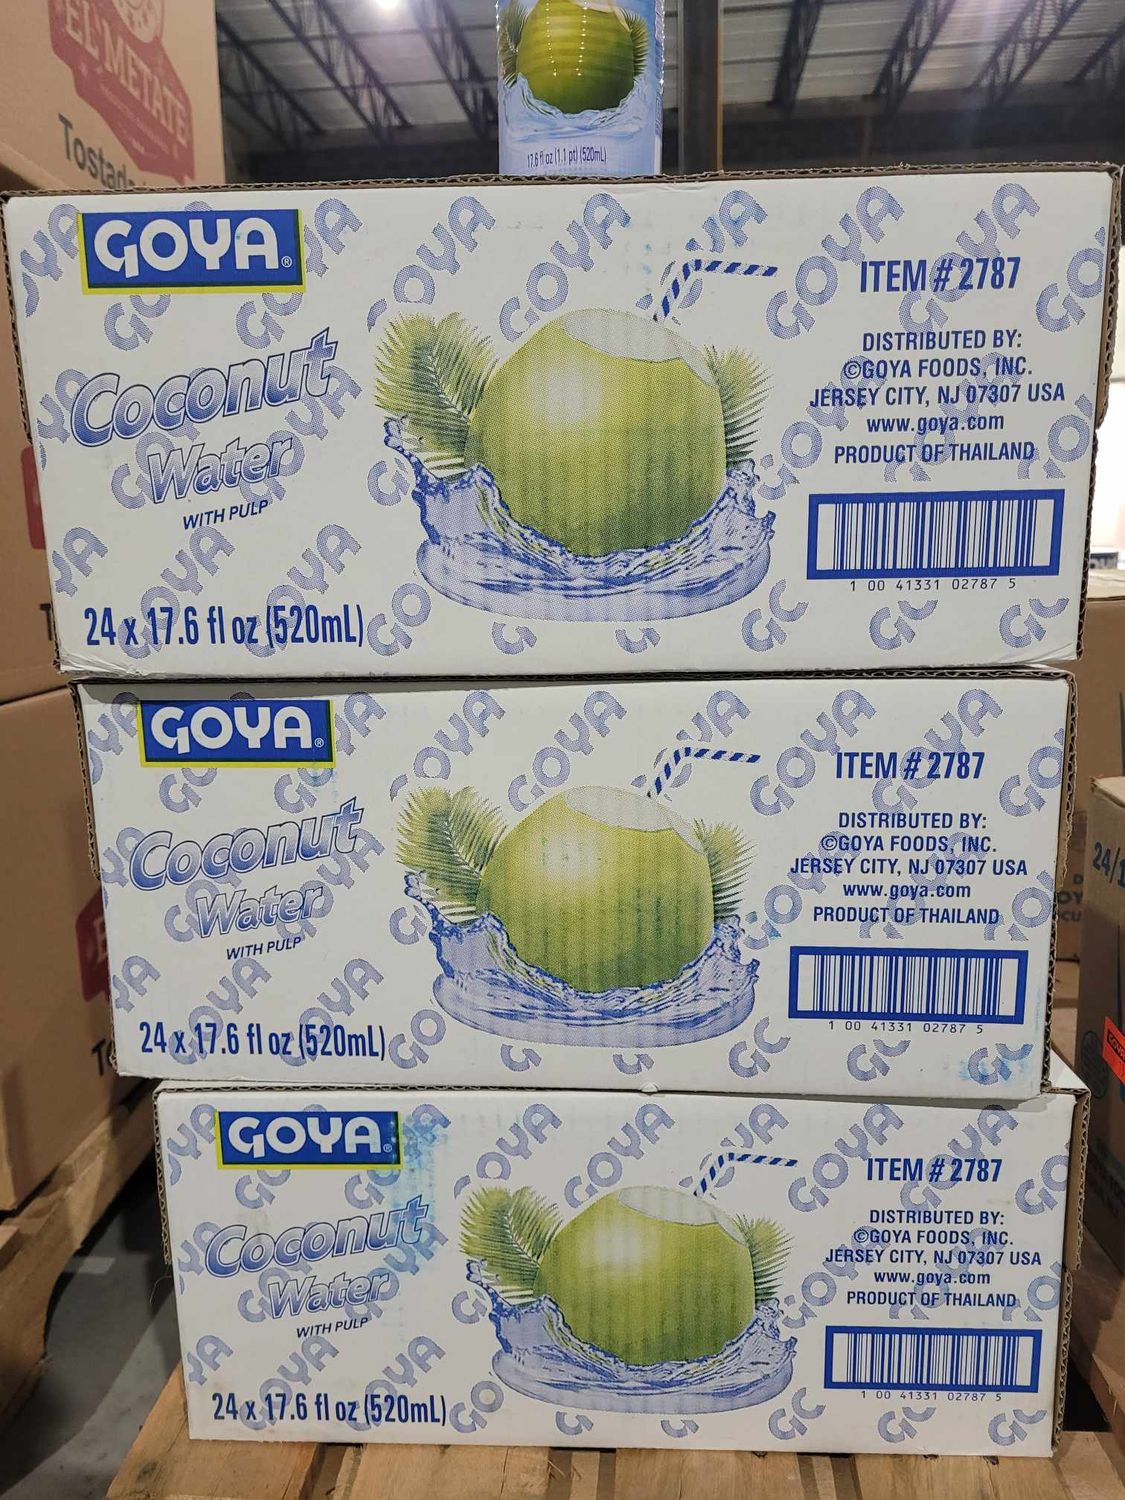 EL METATE
Tostad
17.6 fl oz (1.1 pt) (520mL)
GOYA®
Coconut
Water
WITH PULP
24 x 17.6 fl oz (520mL)
ITEM # 2787
DISTRIBUTED BY:
©GOYA FOODS, INC.
JERSEY CITY, NJ 07307 USA
www.goya.com
PRODUCT OF THAILAND
1 00 41331 02787 5
GOYA®
Coconut
Water
WITH PULP
24 x 17.6 fl oz (520mL)
ITEM # 2787
DISTRIBUTED BY:
©GOYA FOODS, INC.
JERSEY CITY, NJ 07307 USA
www.goya.com
PRODUCT OF THAILAND
1 00 41331 02787 5
24/1
GOYA®
Coconut
Water
WITH PULP
24 x 17.6 fl oz (520mL)
ITEM # 2787
DISTRIBUTED BY:
©GOYA FOODS, INC.
JERSEY CITY, NJ 07307 USA
www.goya.com
PRODUCT OF THAILAND
1 00 41331 02787 5